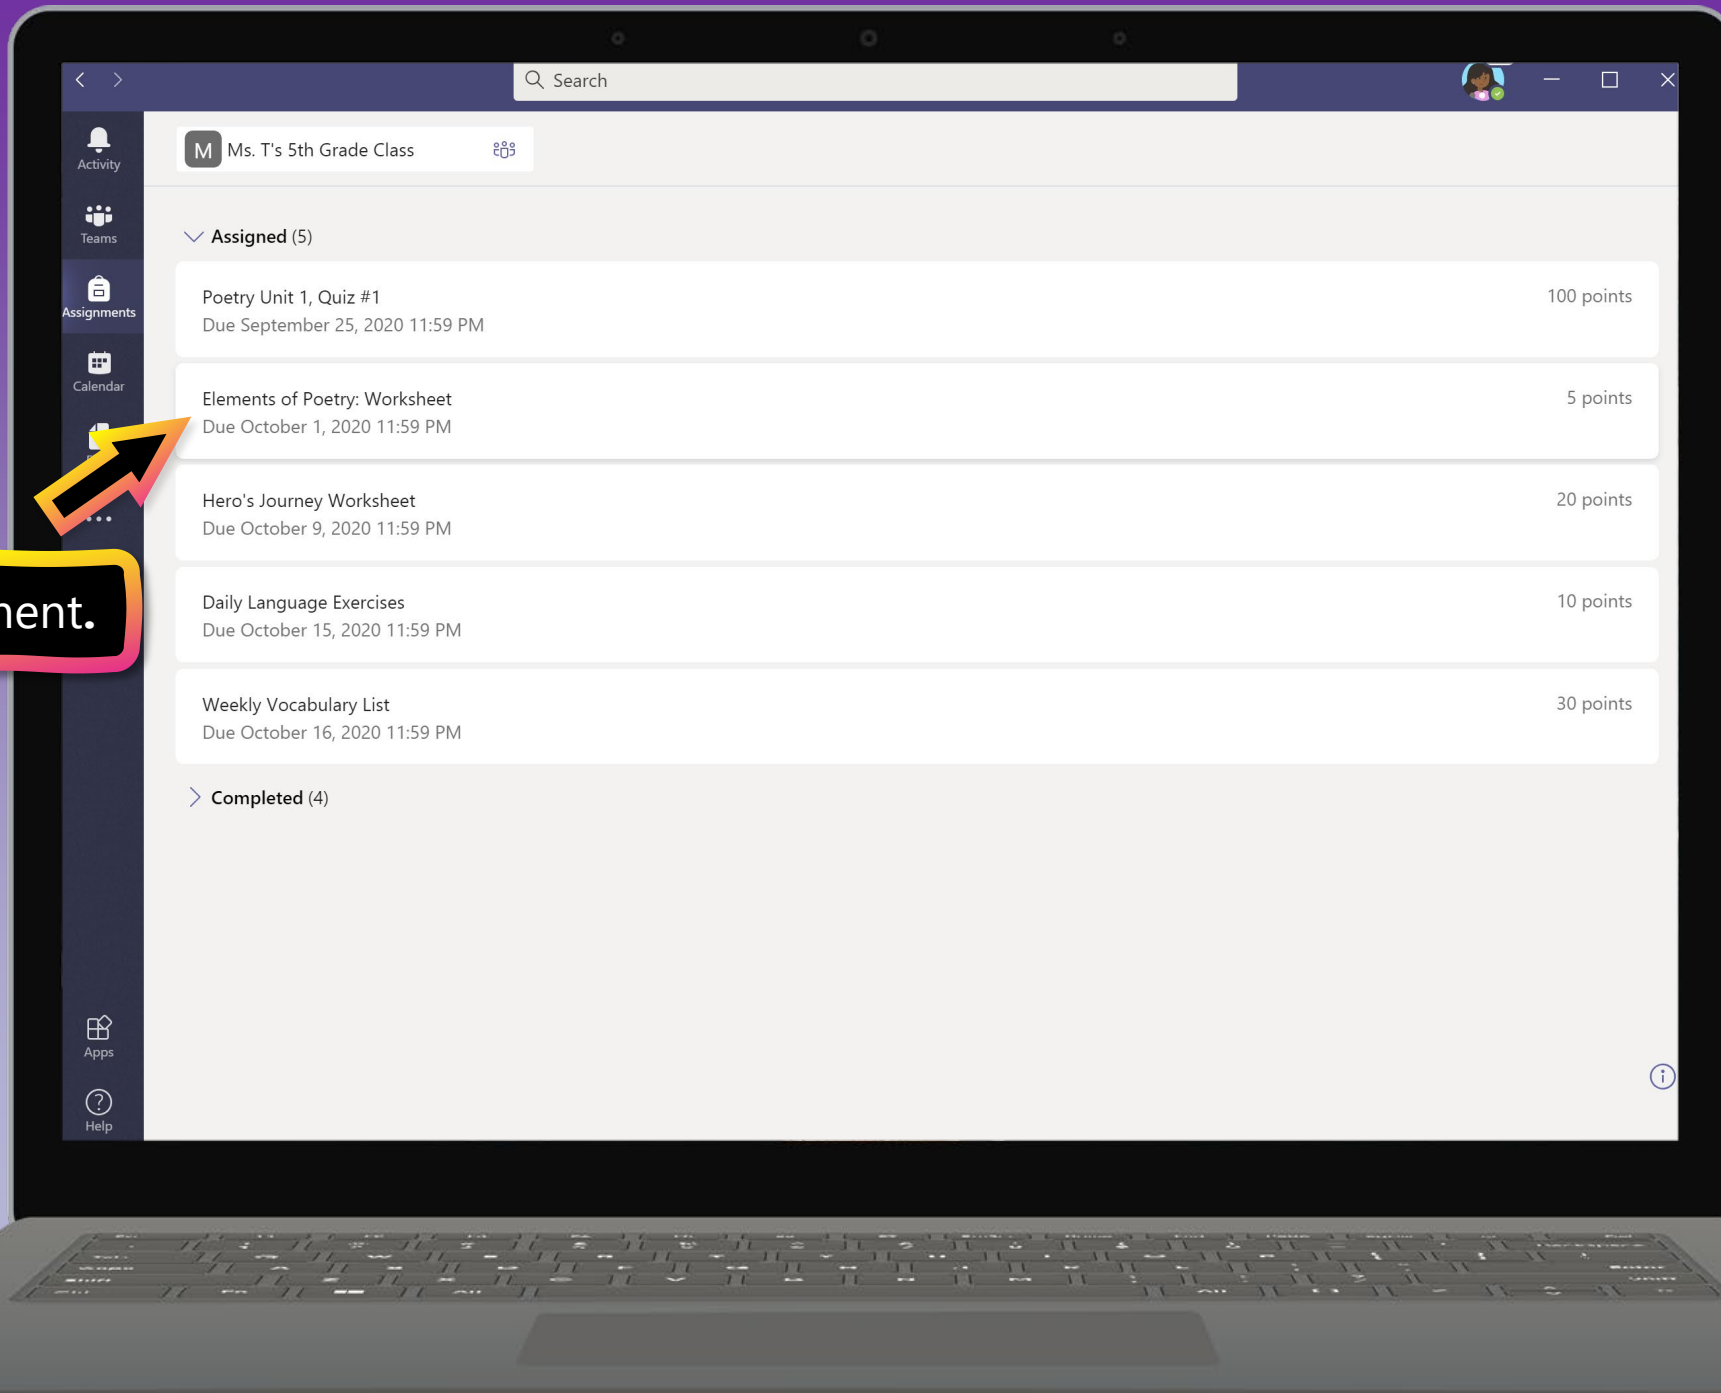 Search
Activity
M Ms. T's 5th Grade Class
Teams
Assigned (5)
Assignments
Poetry Unit 1, Quiz #1
100 points
Due September 25, 2020 11:59 PM
Calendar
Elements of Poetry: Worksheet
5 points
Due October 1, 2020 11:59 PM
Hero's Journey Worksheet
20 points
Due October 9, 2020 11:59 PM
ment.
Daily Language Exercises
10 points
Due October 15, 2020 11:59 PM
Weekly Vocabulary List
30 points
Due October 16, 2020 11:59 PM
Completed (4)
Apps
Help